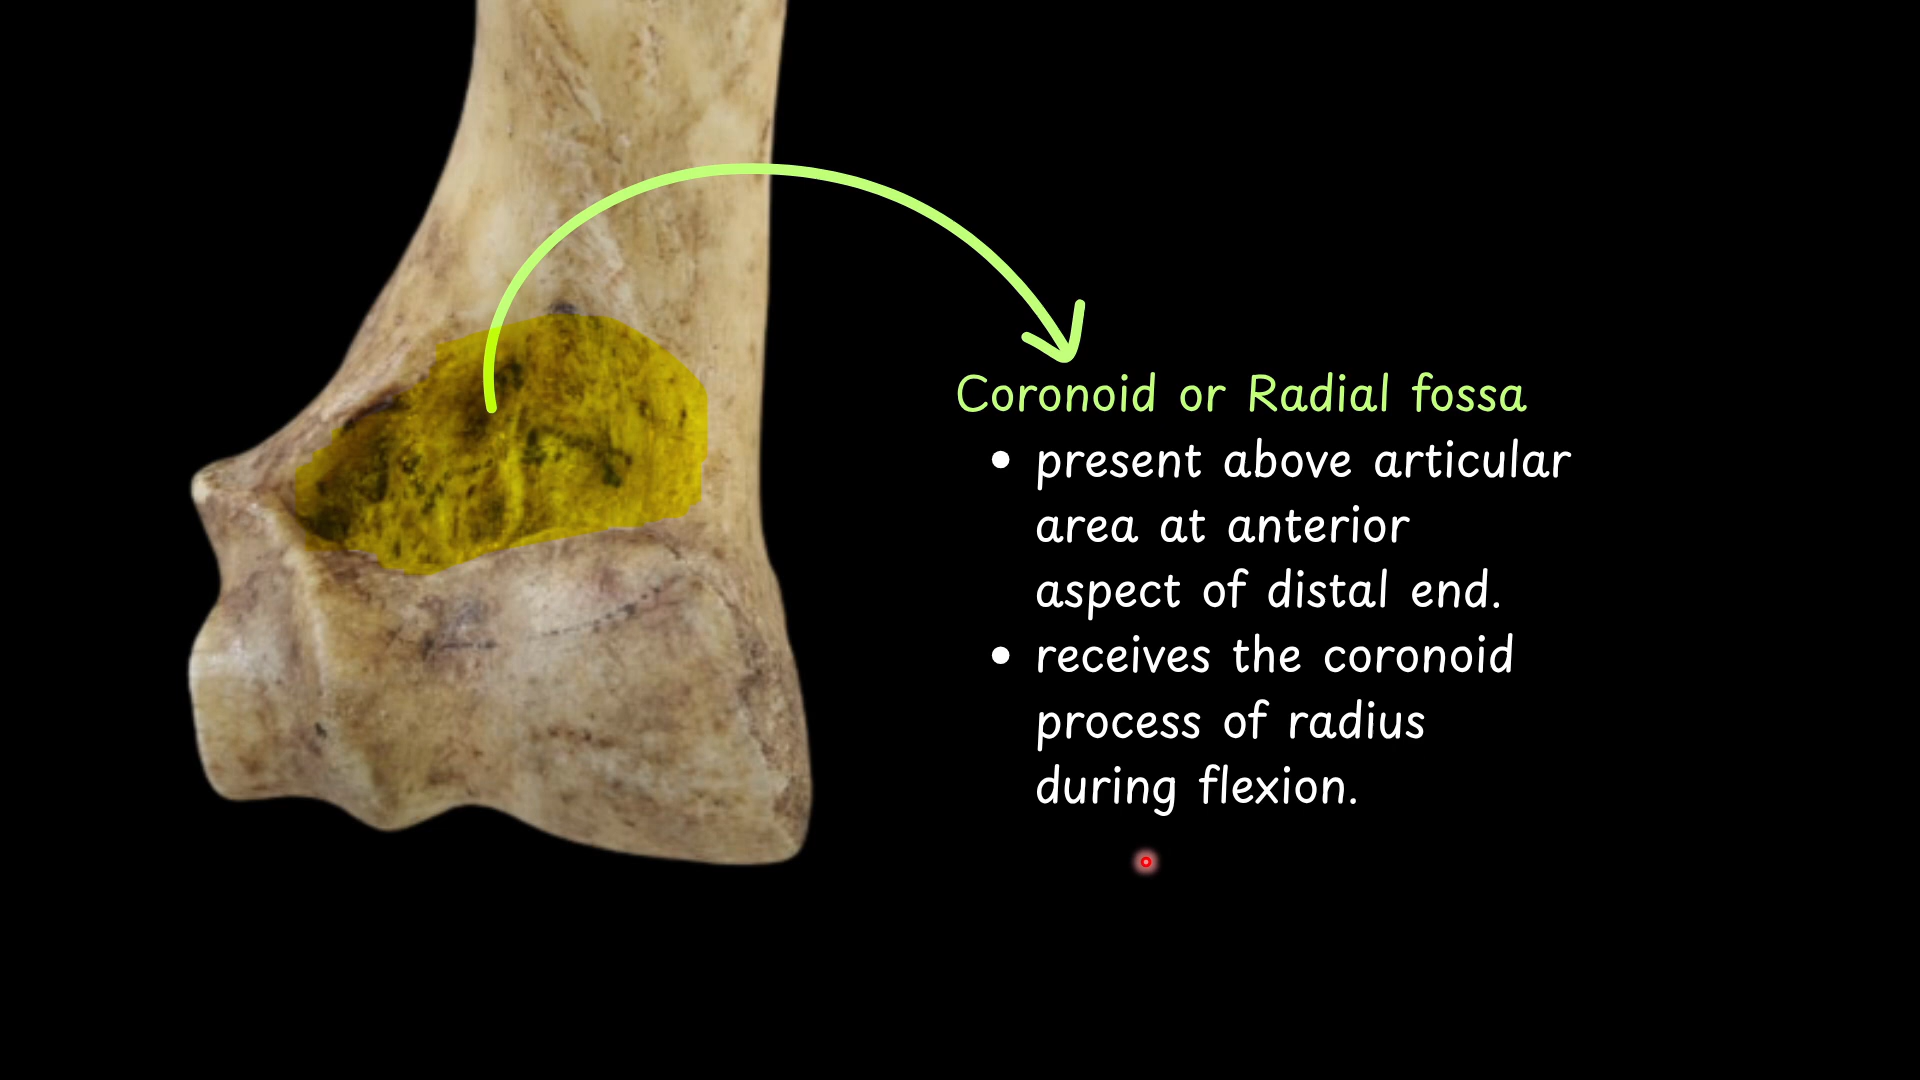 Coronoid or Radial fossa
• present above articular
area at anterior
aspect of distal end.
• receives the coronoid
process of radius
during flexion.